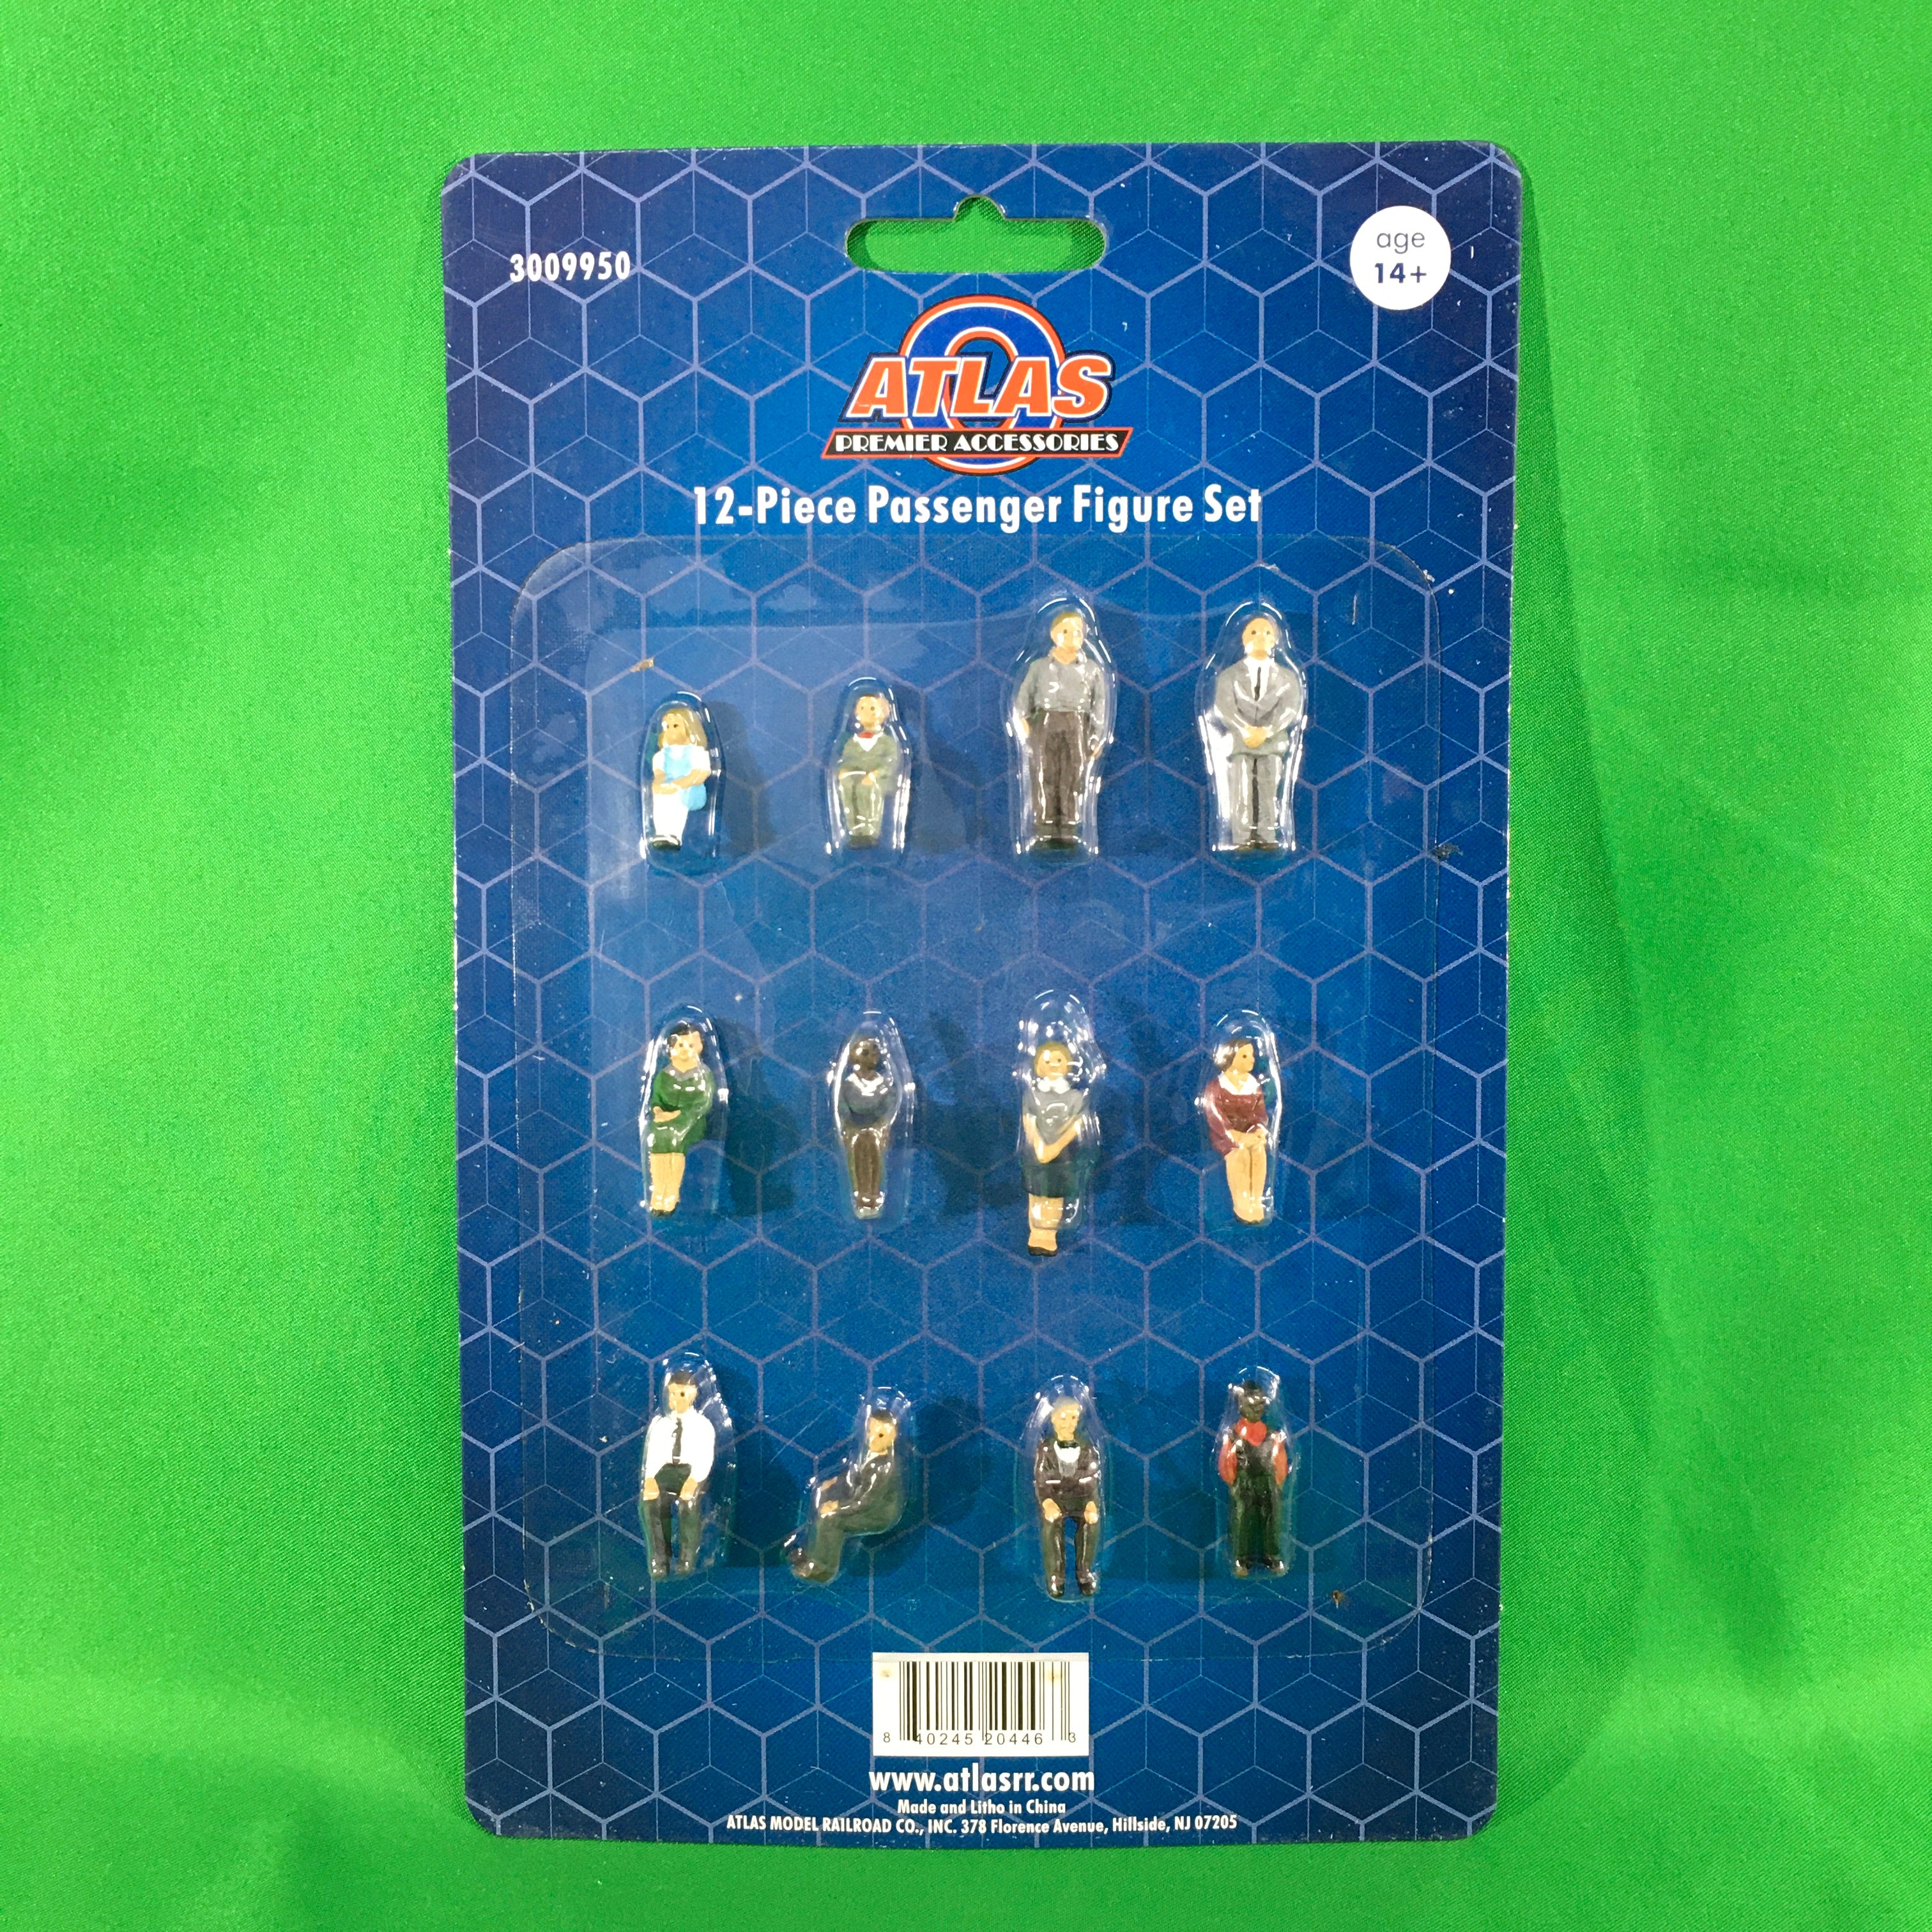 3009950
age
14+
ATLAS
PREMIER ACCESSORIES
12-Piece Passenger Figure Set
8 40245 20446 3
www.atlasrr.com
Made and Litho in China
ATLAS MODEL RAILROAD CO., INC. 378 Florence Avenue, Hillside, NJ 07205